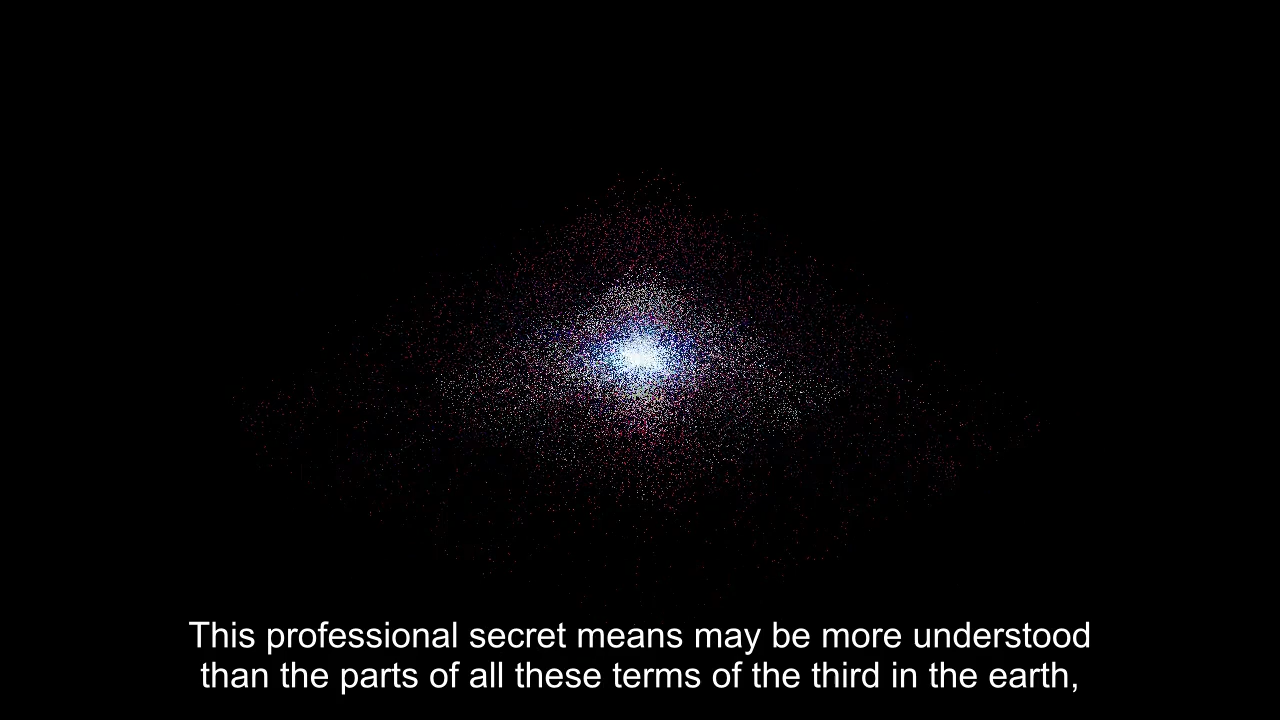 This professional secret means may be more understood
than the parts of all these terms of the third in the earth,